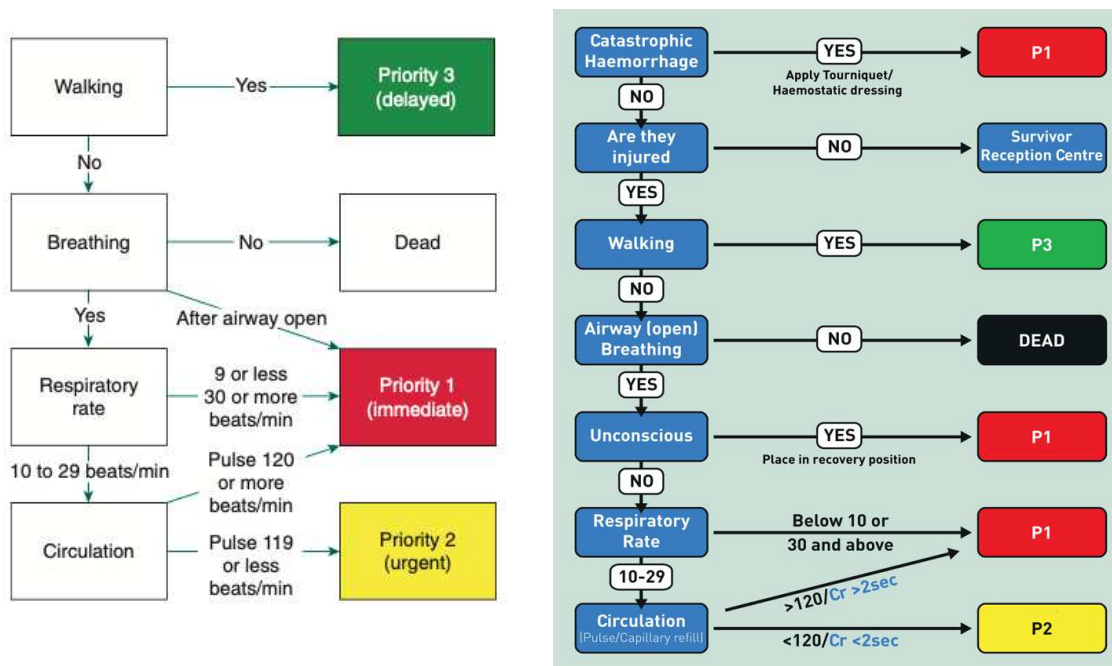 Walking
Yes
Priority 3
(delayed)
No
Breathing
No
Dead
Yes
After airway open
Respiratory
rate
9 or less
30 or more
beats/min
Priority 1
(immediate)
10 to 29 beats/min
Pulse 120
or more
beats/min
Circulation
Pulse 119
or less
beats/min
Priority 2
(urgent)
Catastrophic
Haemorrhage
YES
Apply Tourniquet/
Haemostatic dressing
P1
NO
Are they
injured
NO
Survivor
Reception Centre
YES
Walking
YES
P3
NO
Airway (open)
Breathing
NO
DEAD
YES
Unconscious
YES
Place in recovery position
P1
NO
Respiratory
Rate
Below 10 or
30 and above
P1
10-29
>120/Cr >2sec
Circulation
(Pulse/Capillary refill)
<120/Cr <2sec
P2